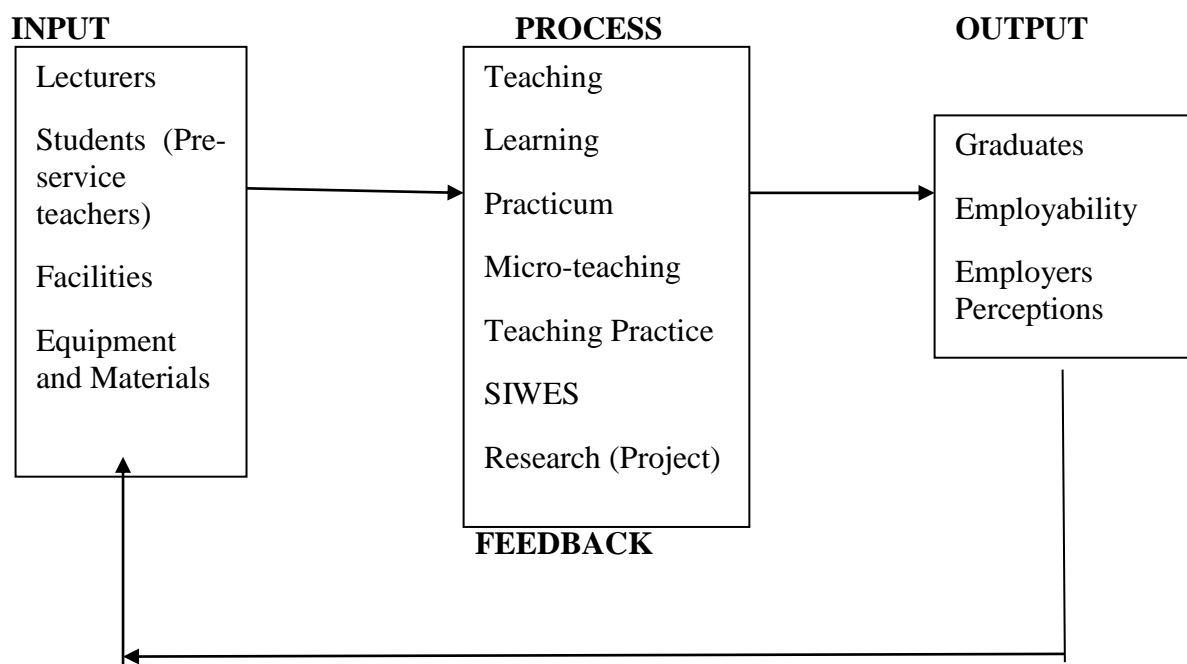 INPUT
Lecturers
Students (Pre-
service
teachers)
Facilities
Equipment
and Materials
PROCESS
Teaching
Learning
Practicum
Micro-teaching
Teaching Practice
SIWES
Research (Project)
FEEDBACK
OUTPUT
Graduates
Employability
Employers
Perceptions